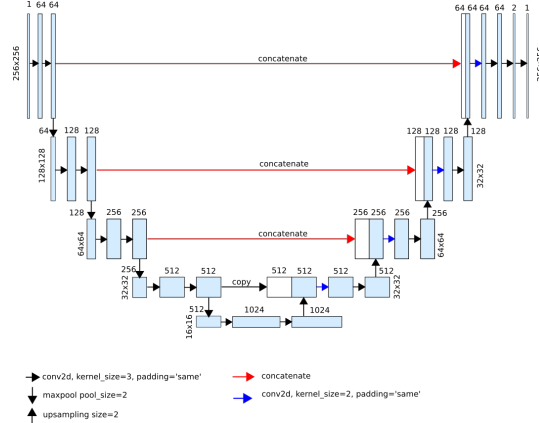 1 64 64
64 64 64 64 2 1
256x256
concatenate
256x256
64 128 128
128 128 128 128
128x128
concatenate
32x32
128 256 256
256 256 256 256
64x64
concatenate
64x64
256 512 512
512 512 512 512
32x32
copy
32x32
512 1024 1024
16x16
conv2d, kernel_size=3, padding='same'
concatenate
maxpool pool_size=2
conv2d, kernel_size=2, padding='same'
upsampling size=2